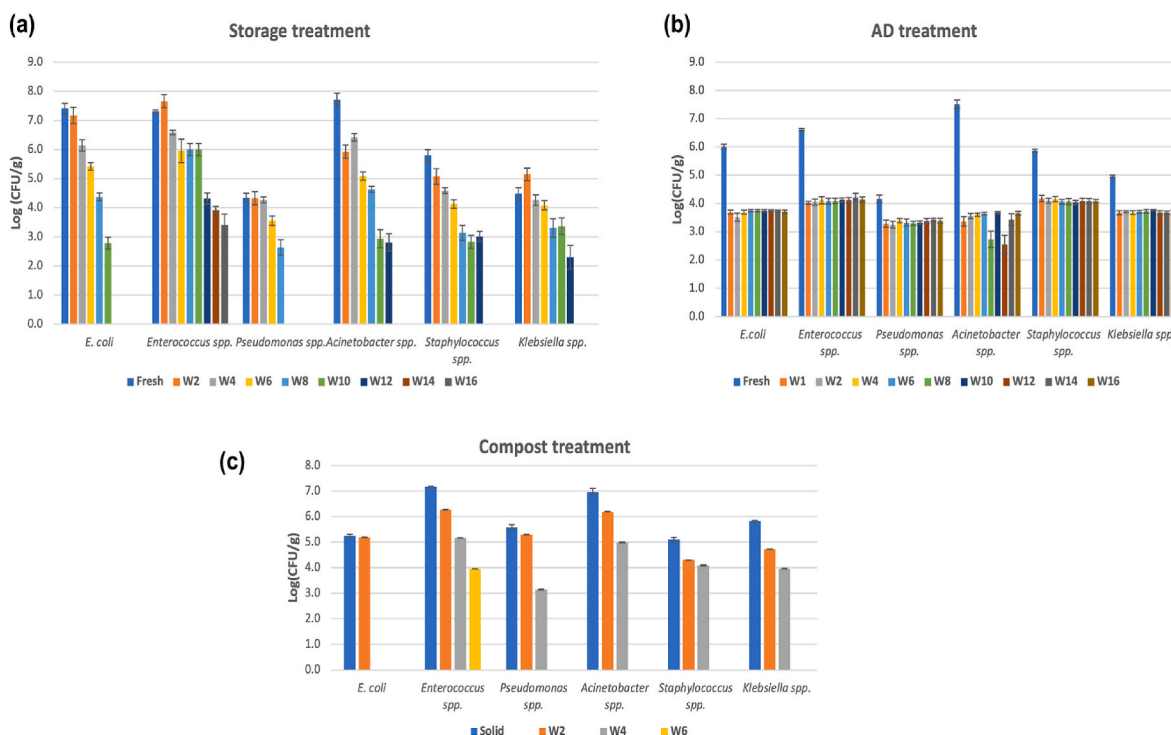 (a)
Storage treatment
9.0
8.0
7.0
6.0
5.0
4.0
3.0
2.0
1.0
0.0
Log (CFU/g)
E. coli Enterococcus spp. Pseudomonas spp. Acinetobacter spp. Staphylococcus spp. Klebsiella spp.
Fresh W2 W4 W6 W8 W10 W12 W14 W16
(b)
AD treatment
9.0
8.0
7.0
6.0
5.0
4.0
3.0
2.0
1.0
0.0
Log(CFU/g)
E.coli Enterococcus spp. Pseudomonas spp. Acinetobacter spp. Staphylococcus spp. Klebsiella spp.
Fresh W1 W2 W4 W6 W8 W10 W12 W14 W16
(c)
Compost treatment
8.0
7.0
6.0
5.0
4.0
3.0
2.0
1.0
0.0
Log(CFU/g)
E. coli Enterococcus spp. Pseudomonas spp. Acinetobacter spp. Staphylococcus spp. Klebsiella spp.
Solid W2 W4 W6